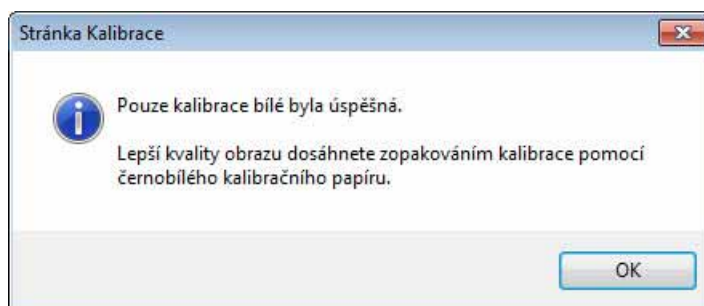 Stránka Kalibrace
Pouze kalibrace bílé byla úspěšná.
Lepší kvality obrazu dosáhnete zopakováním kalibrace pomocí
černobílého kalibračního papíru.
OK